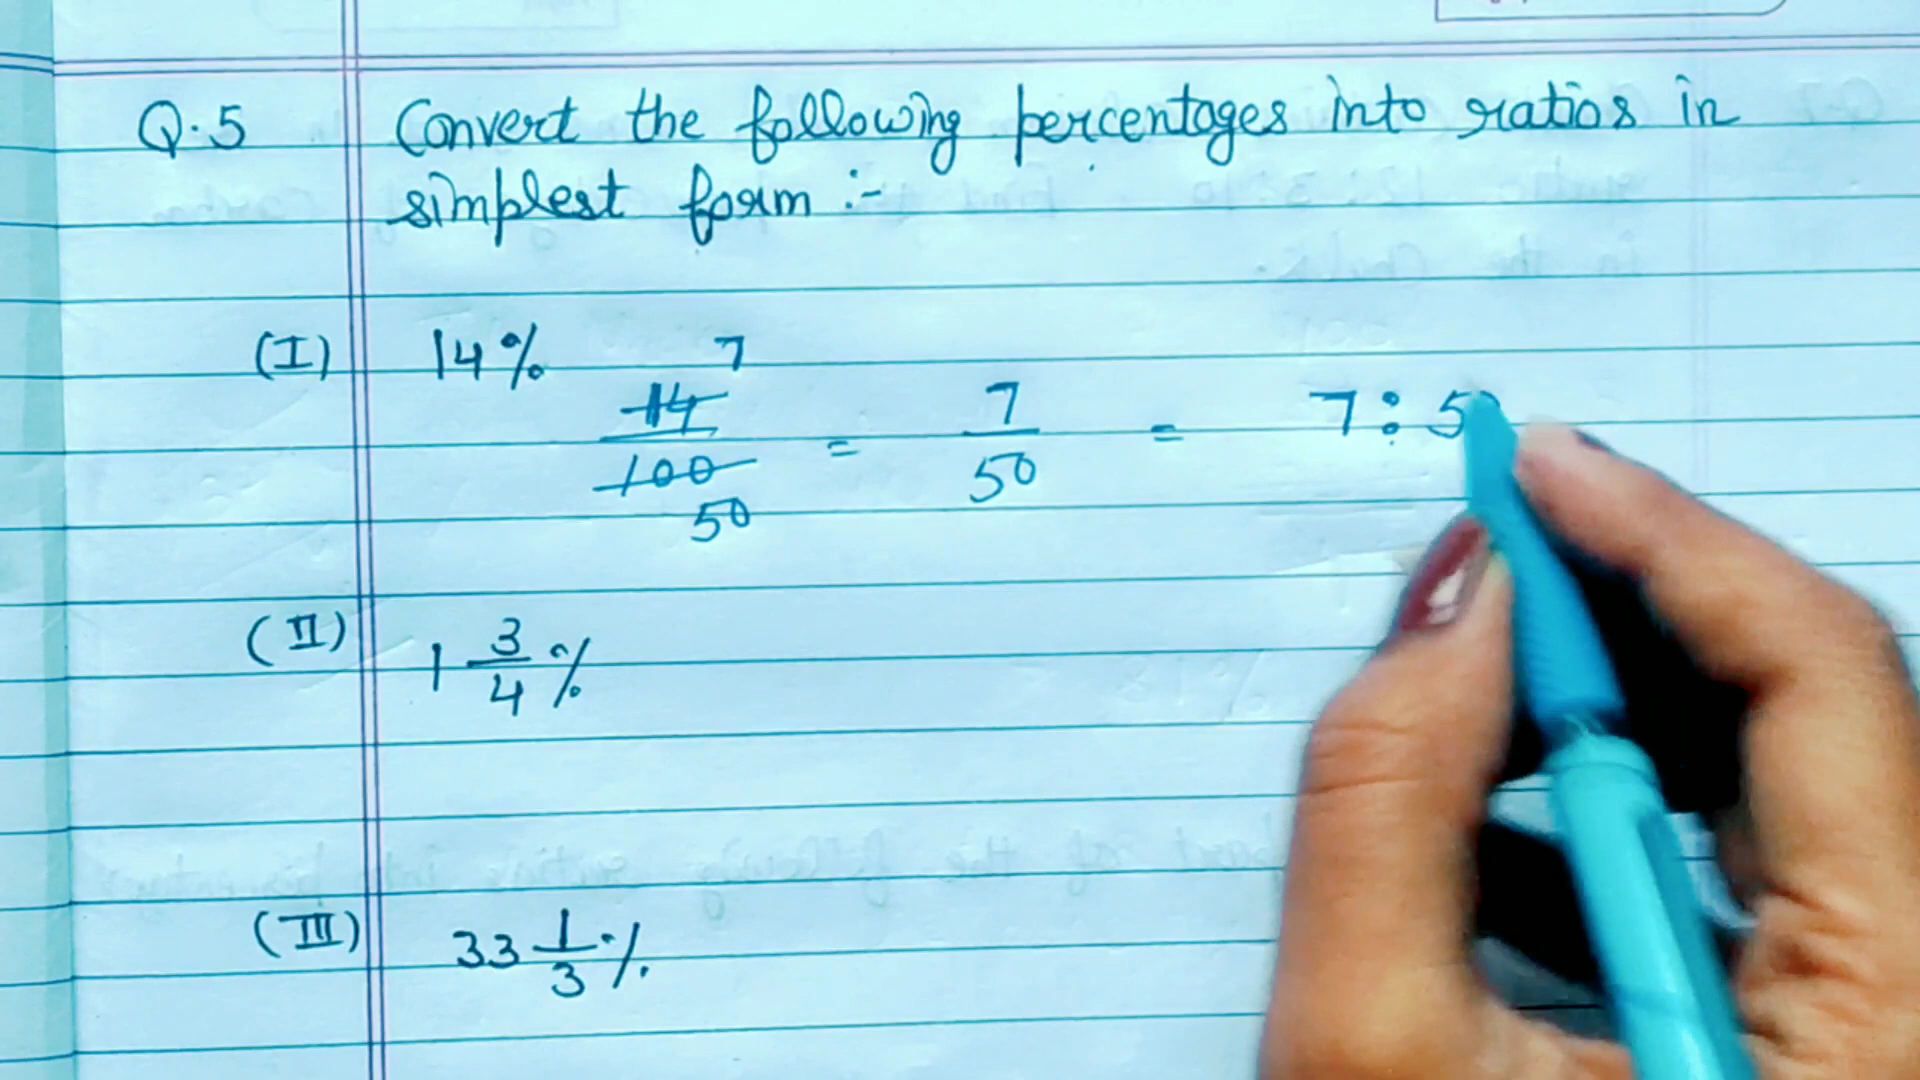 Q.5 Convert the following percentages into ratios in
simplest form :-
(I) 14% 14/100 7 50 = 7/50 = 7 : 50
(II) 1 3/4 %
(III) 33 1/3 %